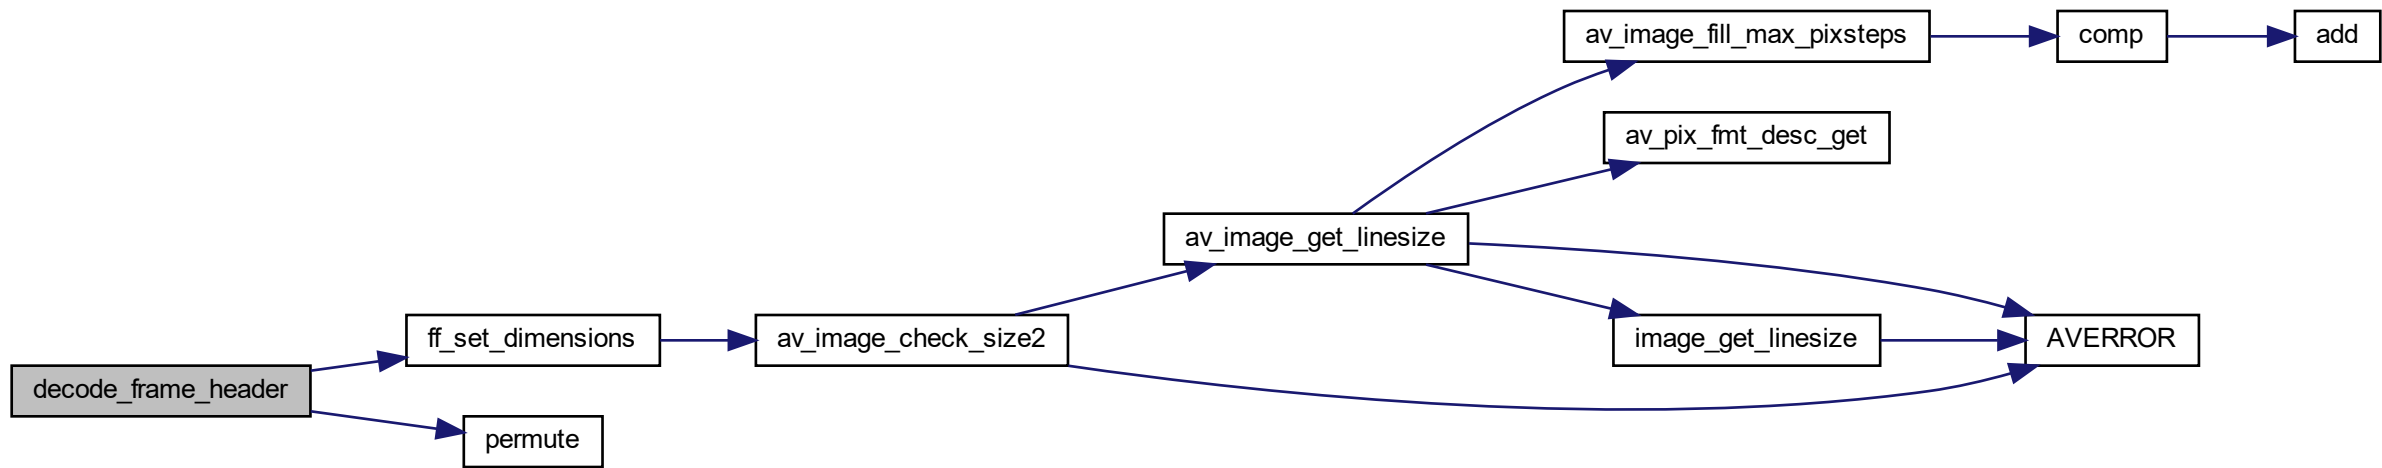 av_image_fill_max_pixsteps
comp
add
av_pix_fmt_desc_get
av_image_get_linesize
ff_set_dimensions
av_image_check_size2
image_get_linesize
AVERROR
decode_frame_header
permute